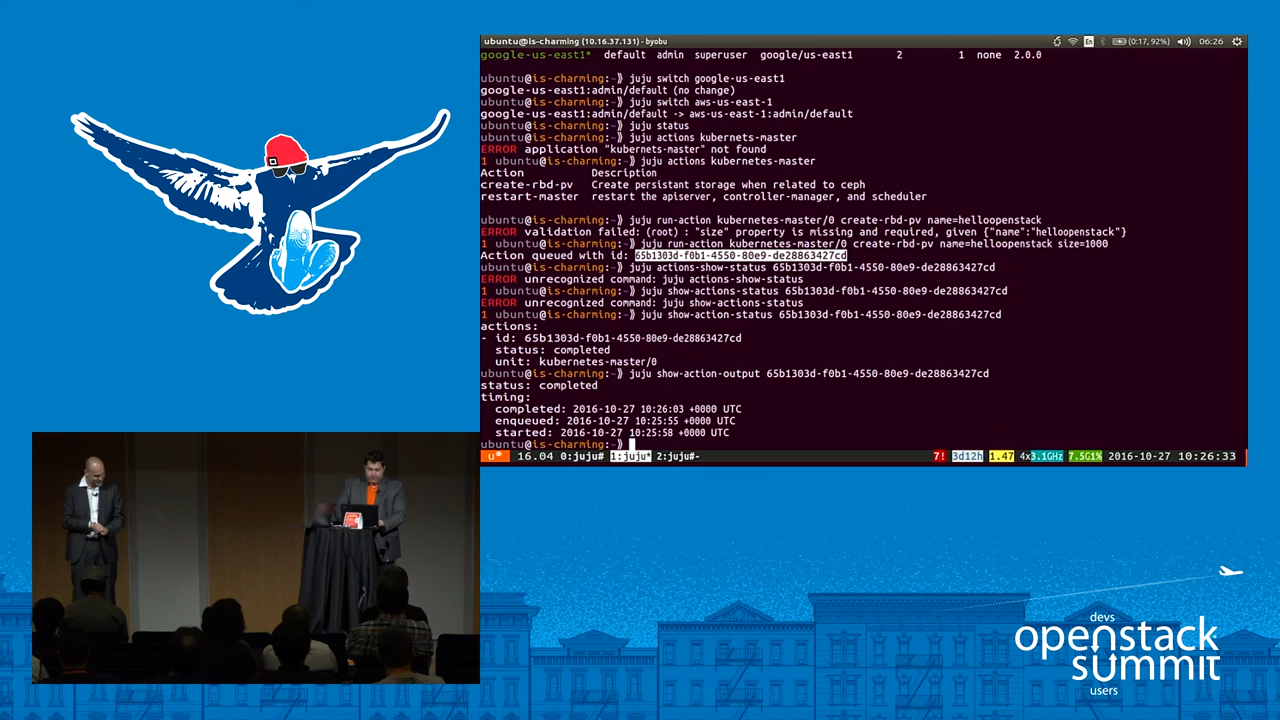 ubuntu@is-charming (10.16.37.131) - byobu
En (0:17, 92%) 06:26
google-us-east1* default admin superuser google/us-east1 2 1 none 2.0.0
ubuntu@is-charming:~⟫ juju switch google-us-east1
google-us-east1:admin/default (no change)
ubuntu@is-charming:~⟫ juju switch aws-us-east-1
google-us-east1:admin/default -> aws-us-east-1:admin/default
ubuntu@is-charming:~⟫ juju status
ubuntu@is-charming:~⟫ juju actions kubernets-master
ERROR application "kubernets-master" not found
1 ubuntu@is-charming:~⟫ juju actions kubernetes-master
Action Description
create-rbd-pv Create persistant storage when related to ceph
restart-master restart the apiserver, controller-manager, and scheduler
ubuntu@is-charming:~⟫ juju run-action kubernetes-master/0 create-rbd-pv name=helloopenstack
ERROR validation failed: (root) : "size" property is missing and required, given {"name":"helloopenstack"}
1 ubuntu@is-charming:~⟫ juju run-action kubernetes-master/0 create-rbd-pv name=helloopenstack size=1000
Action queued with id: 65b1303d-f0b1-4550-80e9-de28863427cd
ubuntu@is-charming:~⟫ juju actions-show-status 65b1303d-f0b1-4550-80e9-de28863427cd
ERROR unrecognized command: juju actions-show-status
1 ubuntu@is-charming:~⟫ juju show-actions-status 65b1303d-f0b1-4550-80e9-de28863427cd
ERROR unrecognized command: juju show-actions-status
1 ubuntu@is-charming:~⟫ juju show-action-status 65b1303d-f0b1-4550-80e9-de28863427cd
actions:
- id: 65b1303d-f0b1-4550-80e9-de28863427cd
status: completed
unit: kubernetes-master/0
ubuntu@is-charming:~⟫ juju show-action-output 65b1303d-f0b1-4550-80e9-de28863427cd
status: completed
timing:
completed: 2016-10-27 10:26:03 +0000 UTC
enqueued: 2016-10-27 10:25:55 +0000 UTC
started: 2016-10-27 10:25:58 +0000 UTC
ubuntu@is-charming:~⟫
u* 16.04 0:juju# 1:juju* 2:juju#- 7! 3d12h 1.47 4x3.1GHz 7.5G1% 2016-10-27 10:26:33
devs
openstack
summit
users